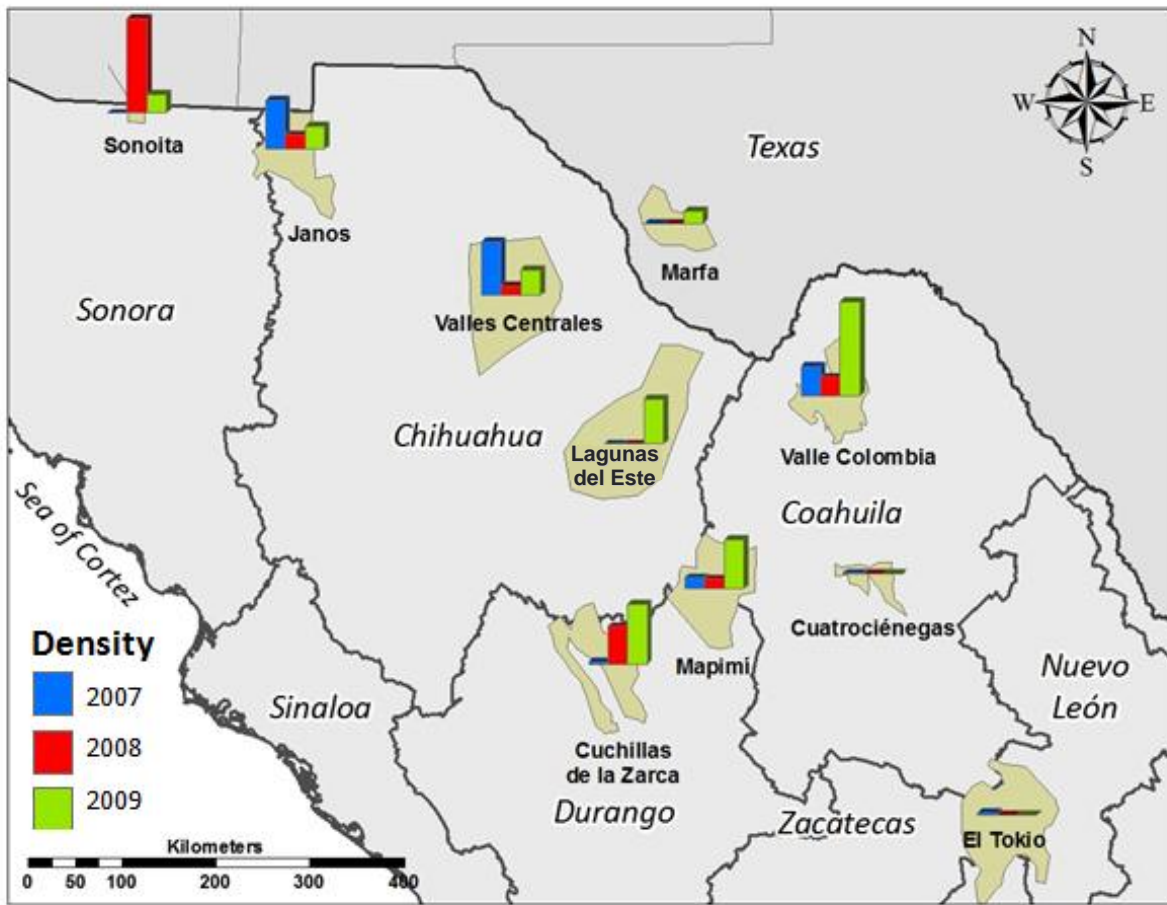 N
W
E
S
Texas
Sonoita
Janos
Marfa
Sonora
Valles Centrales
Chihuahua
Lagunas
del Este
Valle Colombia
Coahuila
Sea of Cortez
Cuatrociénegas
Mapimi
Nuevo
León
Sinaloa
Cuchillas
de la Zarca
Durango
Zacatecas
El Tokio
Density
2007
2008
2009
Kilometers
0 50 100 200 300 400